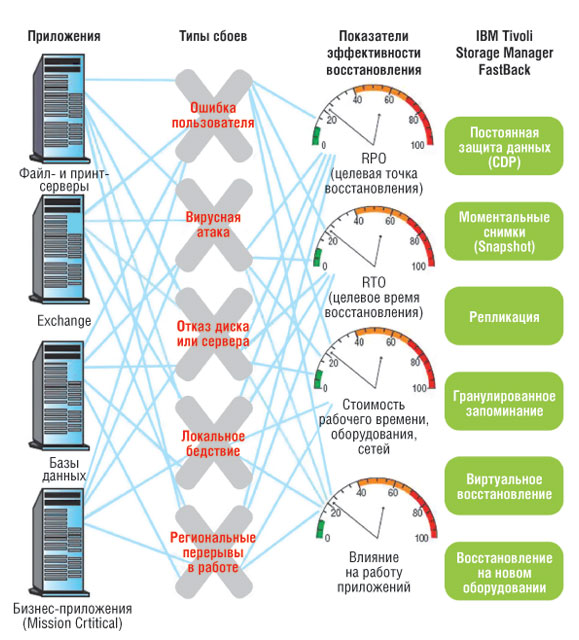 Приложения
Файл- и принт-
серверы
Exchange
Базы
данных
Бизнес-приложения
(Mission Crtitical)
Типы сбоев
Ошибка
пользователя
Вирусная
атака
Отказ диска
или сервера
Локальное
бедствие
Региональные
перерывы
в работе
Показатели
эффективности
восстановления
0 20 40 60 80 100
RPO
(целевая точка
восстановления)
0 20 40 60 80 100
RTO
(целевое время
восстановления)
0 20 40 60 80 100
Стоимость
рабочего времени,
оборудования,
сетей
0 20 40 60 80 100
Влияние
на работу
приложений
IBM Tivoli
Storage Manager
FastBack
Постоянная
защита данных
(CDP)
Моментальные
снимки
(Snapshot)
Репликация
Гранулированное
запоминание
Виртуальное
восстановление
Восстановление
на новом
оборудовании